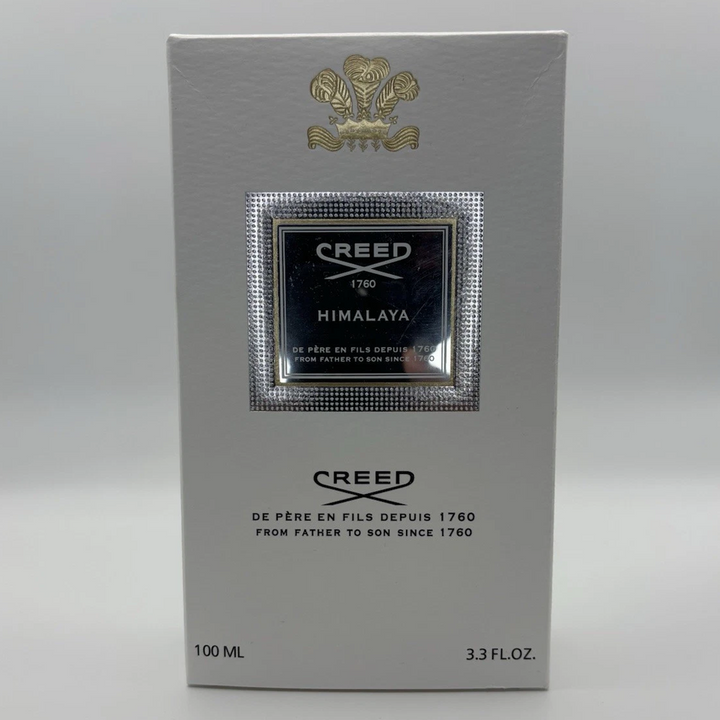 CREED
1760
HIMALAYA
DE PÈRE EN FILS DEPUIS 1760
FROM FATHER TO SON SINCE 1760
CREED
DE PÈRE EN FILS DEPUIS 1760
FROM FATHER TO SON SINCE 1760
100 ML
3.3 FL.OZ.